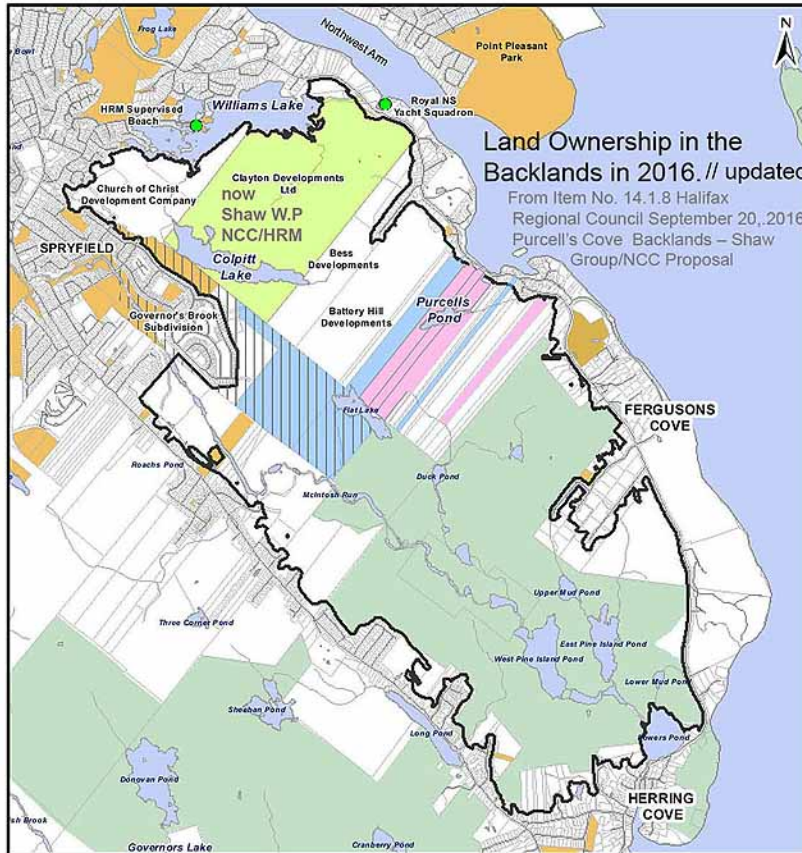 Frog Lake
Northwest Arm
Point Pleasant
Park
N
HRM Supervised
Beach
Williams Lake
Royal NS
Yacht Squadron
Land Ownership in the
Backlands in 2016. // updated
From Item No. 14.1.8 Halifax
Regional Council September 20,.2016
Purcell's Cove Backlands – Shaw
Group/NCC Proposal
Church of Christ
Development Company
Clayton Developments
Ltd
now
Shaw W.P
NCC/HRM
SPRYFIELD
Colpitt
Lake
Bess
Developments
Governor's Brook
Subdivision
Battery Hill
Developments
Purcells
Pond
Flat Lake
FERGUSONS
COVE
Roachs Pond
McIntosh Run
Duck Pond
Three Corner Pond
Upper Mud Pond
East Pine Island Pond
West Pine Island Pond
Lower Mud Pond
Sheehan Pond
Long Pond
Powers Pond
Donovan Pond
HERRING
COVE
Brook
Governors Lake
Cranberry Pond